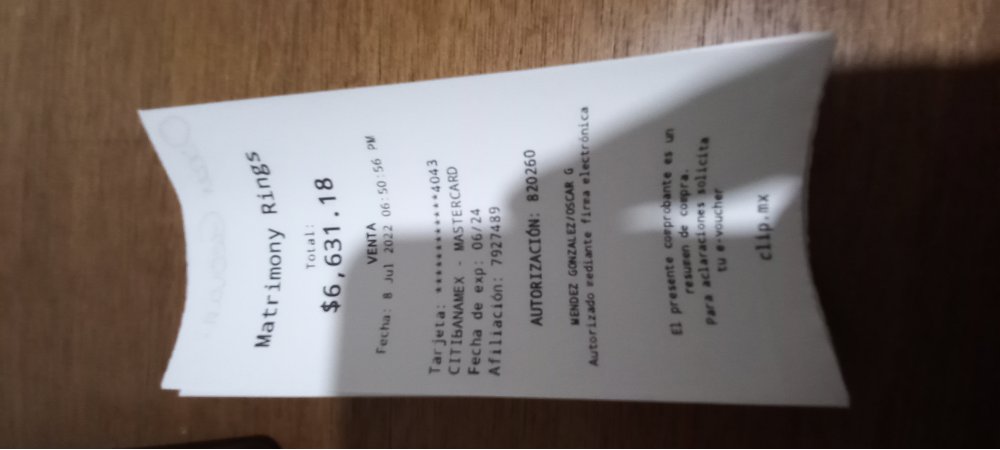 Matrimony Rings
Total:
$6,631.18
VENTA
Fecha: 8 Jul 2022 06:50:56 PM
Tarjeta: ************4043
CITIBANAMEX - MASTERCARD
Fecha de exp: 06/24
Afiliación: 7927489
AUTORIZACIÓN: 820260
MENDEZ GONZALEZ/OSCAR G
Autorizado mediante firma electrónica
El presente comprobante es un
resumen de compra.
Para aclaraciones solicita
tu e-voucher
clip.mx